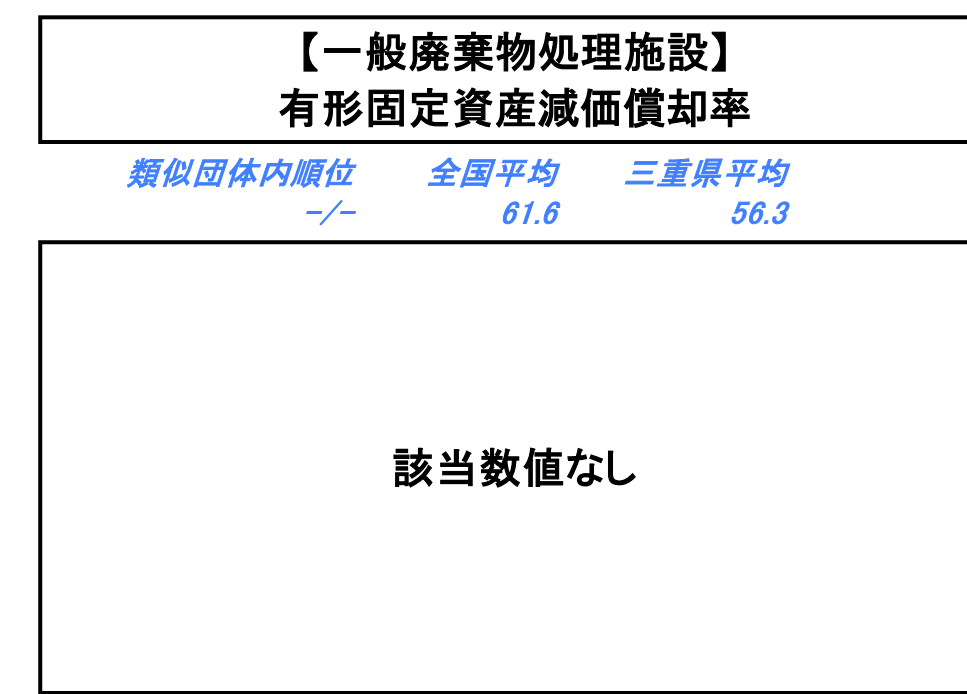 【一般廃棄物処理施設】
有形固定資産減価償却率
類似団体内順位 全国平均 三重県平均
-/- 61.6 56.3
該当数値なし